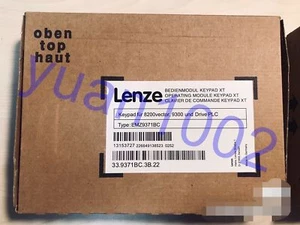 oben
top
haut
Lenze
BEDIENMODUL KEYPAD XT
OPERATING MODULE KEYPAD XT
CLAVIER DE COMMANDE KEYPAD XT
Keypad für 8200vector, 9300 und Drive PLC
Type: EMZ9371BC
13153727
33.9371BC.3B.22
yuan1002